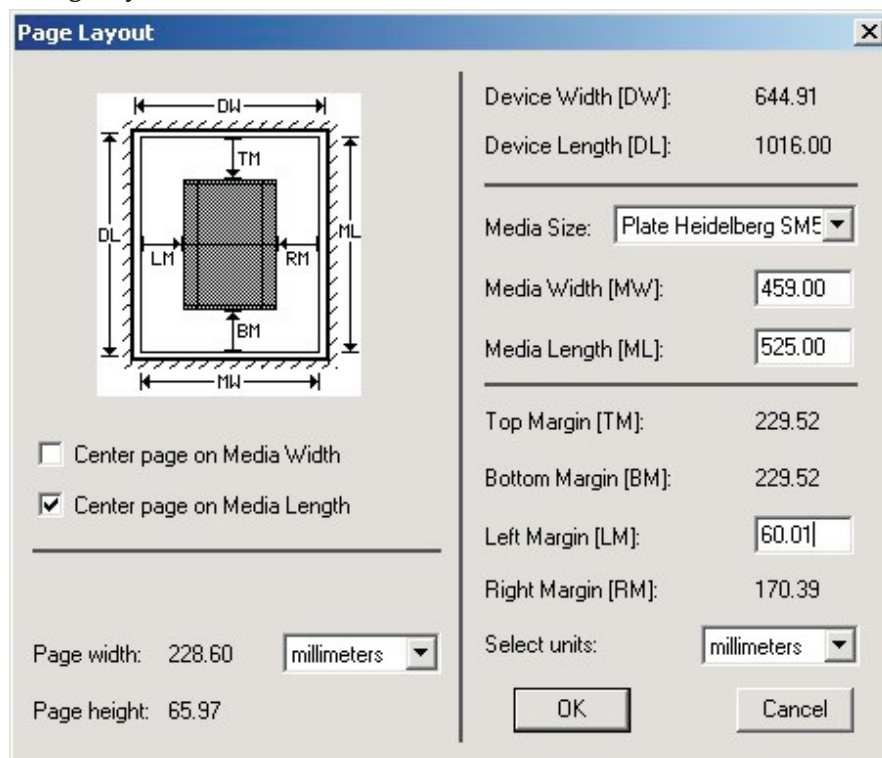 Page Layout
DW
TM
DL
ML
LM
RM
BM
MW
Center page on Media Width
Center page on Media Length
Page width: 228.60 millimeters
Page height: 65.97
Device Width [DW]: 644.91
Device Length [DL]: 1016.00
Media Size: Plate Heidelberg SM5
Media Width [MW]: 459.00
Media Length [ML]: 525.00
Top Margin [TM]: 229.52
Bottom Margin [BM]: 229.52
Left Margin [LM]: 60.01
Right Margin [RM]: 170.39
Select units: millimeters
OK Cancel